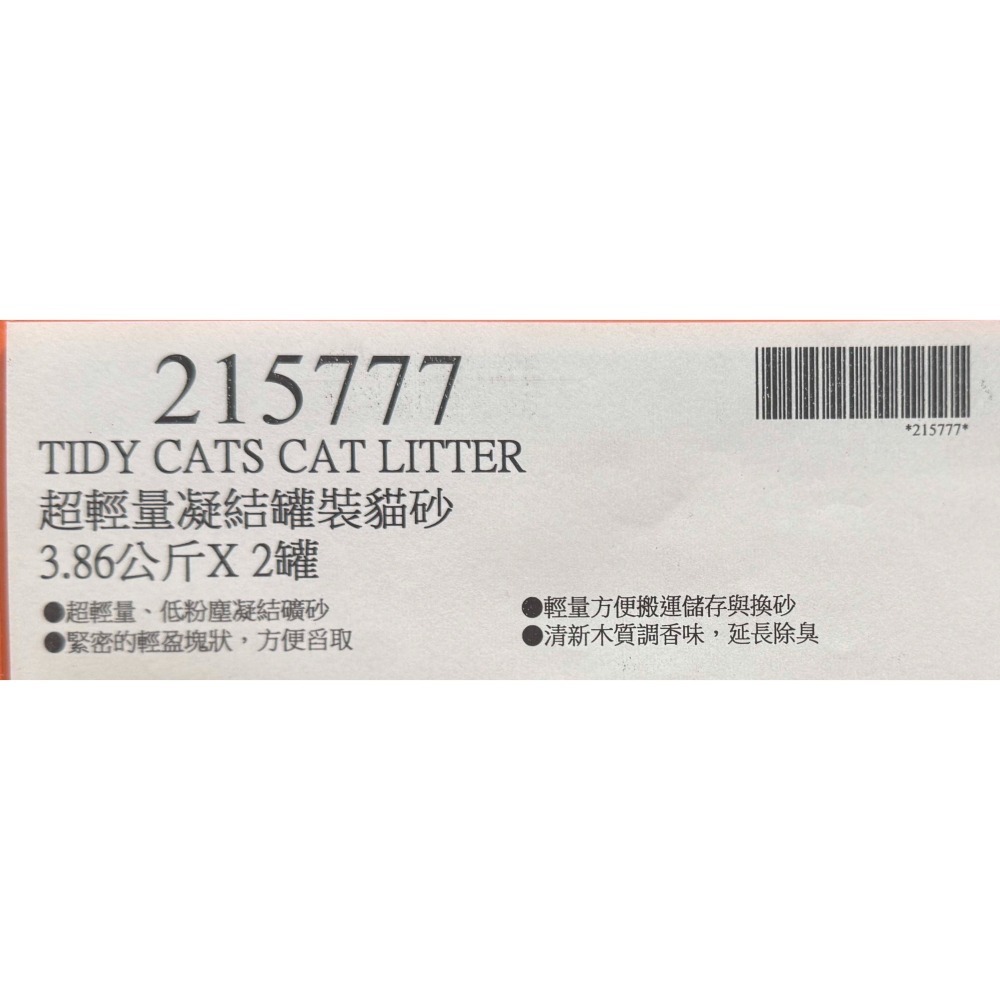 215777
*215777*
TIDY CATS CAT LITTER
超輕量凝結罐裝貓砂
3.86公斤X 2罐
●超輕量、低粉塵凝結礦砂
●緊密的輕盈塊狀，方便舀取
●輕量方便搬運儲存與換砂
●清新木質調香味，延長除臭